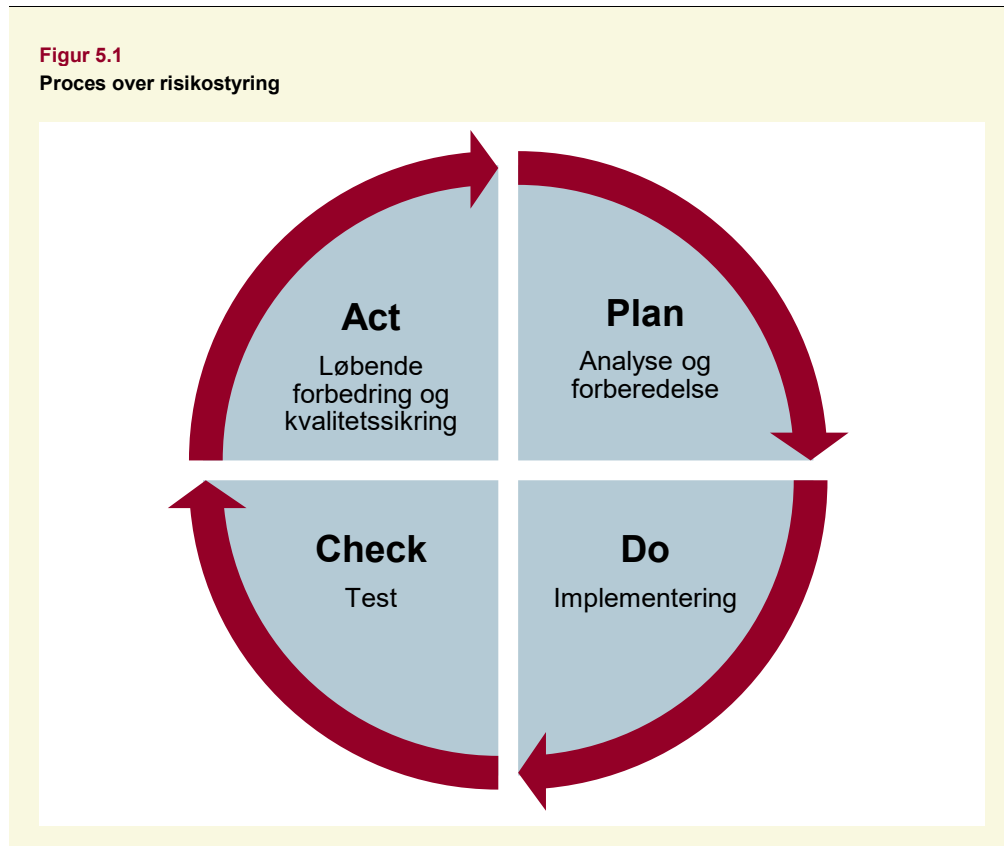 Figur 5.1
Proces over risikostyring
Act
Løbende
forbedring og
kvalitetssikring
Plan
Analyse og
forberedelse
Check
Test
Do
Implementering